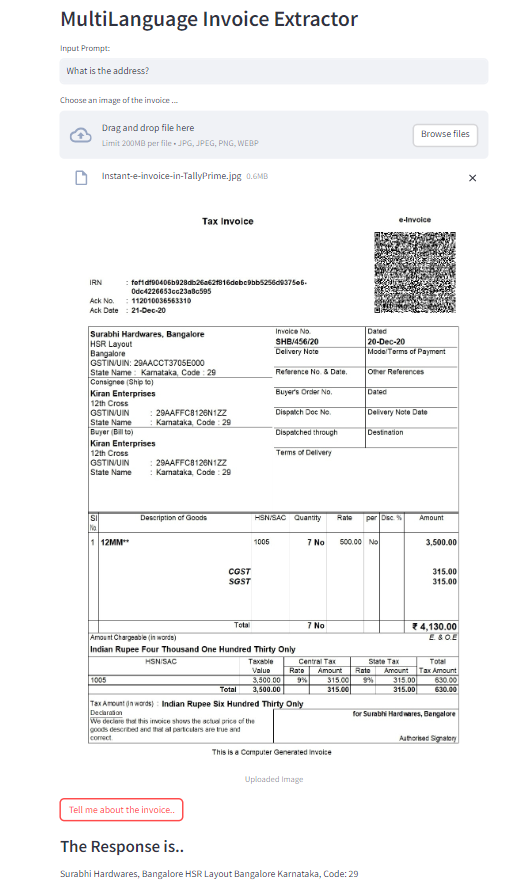 MultiLanguage Invoice Extractor
Input Prompt:
What is the address?
Choose an image of the invoice ...
Drag and drop file here
Limit 200MB per file • JPG, JPEG, PNG, WEBP
Browse files
Instant-e-invoice-in-TallyPrime.jpg 0.6MB
Tax Invoice
e-Invoice
IRN : fef1df90406b928db26a62f816debc9bb5256d9375e6-
0dc4226653cc23a8c595
Ack No. : 112010036563310
Ack Date : 21-Dec-20
Surabhi Hardwares, Bangalore
HSR Layout
Bangalore
GSTIN/UIN: 29AACCT3705E000
State Name : Karnataka, Code : 29
Consignee (Ship to)
Kiran Enterprises
12th Cross
GSTIN/UIN : 29AAFFC8126N1ZZ
State Name : Karnataka, Code : 29
Buyer (Bill to)
Kiran Enterprises
12th Cross
GSTIN/UIN : 29AAFFC8126N1ZZ
State Name : Karnataka, Code : 29
Invoice No.
SHB/456/20
Dated
20-Dec-20
Delivery Note
Mode/Terms of Payment
Reference No. & Date.
Other References
Buyer's Order No.
Dated
Dispatch Doc No.
Delivery Note Date
Dispatched through
Destination
Terms of Delivery
Sl No. Description of Goods HSN/SAC Quantity Rate per Disc. % Amount
1 12MM** 1005 7 No 500.00 No 3,500.00
CGST 315.00
SGST 315.00
Total 7 No ₹ 4,130.00
Amount Chargeable (in words) E. & O.E
Indian Rupee Four Thousand One Hundred Thirty Only
HSN/SAC Taxable Central Tax State Tax Total
Value Rate Amount Rate Amount Tax Amount
1005 3,500.00 9% 315.00 9% 315.00 630.00
Total 3,500.00 315.00 315.00 630.00
Tax Amount (in words) : Indian Rupee Six Hundred Thirty Only
Declaration
We declare that this invoice shows the actual price of the
goods described and that all particulars are true and
correct.
for Surabhi Hardwares, Bangalore
Authorised Signatory
This is a Computer Generated Invoice
Uploaded Image
Tell me about the invoice..
The Response is..
Surabhi Hardwares, Bangalore HSR Layout Bangalore Karnataka, Code: 29